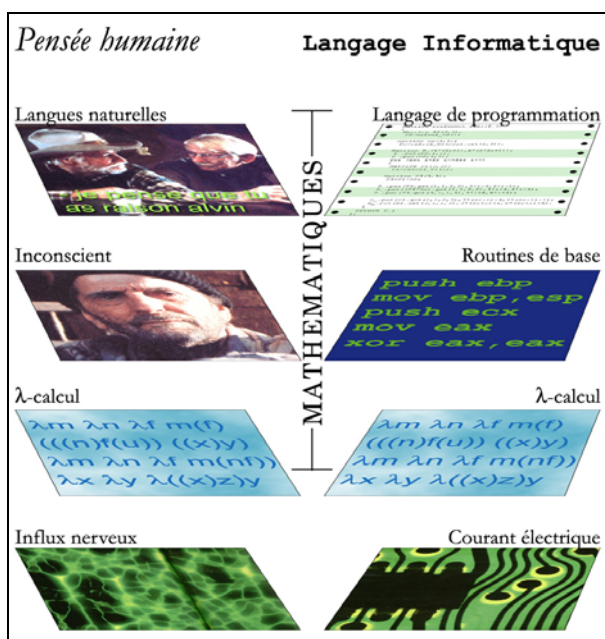 Pensée humaine
Langage Informatique
Langues naturelles
Langage de programmation
je pense que tu
as raison alvin
MATHEMATIQUES
Inconscient
Routines de base
push ebp
mov ebp,esp
push ecx
mov eax
xor eax,eax
λ-calcul
λ-calcul
λm λn λf m(f)
(((n)f(u)) ((x)y)
λm λn λf m(nf))
λx λy λ((x)z)y
λm λn λf m(f)
(((n)f(u)) ((x)y)
λm λn λf m(nf))
λx λy λ((x)z)y
Influx nerveux
Courant électrique